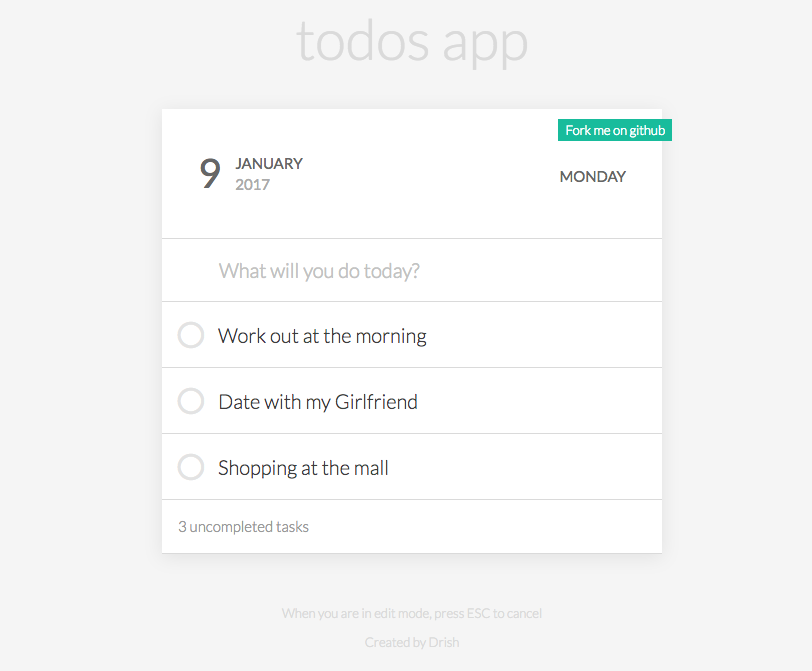 todos app
Fork me on github
9
JANUARY
2017
MONDAY
What will you do today?
Work out at the morning
Date with my Girlfriend
Shopping at the mall
3 uncompleted tasks
When you are in edit mode, press ESC to cancel
Created by Drish